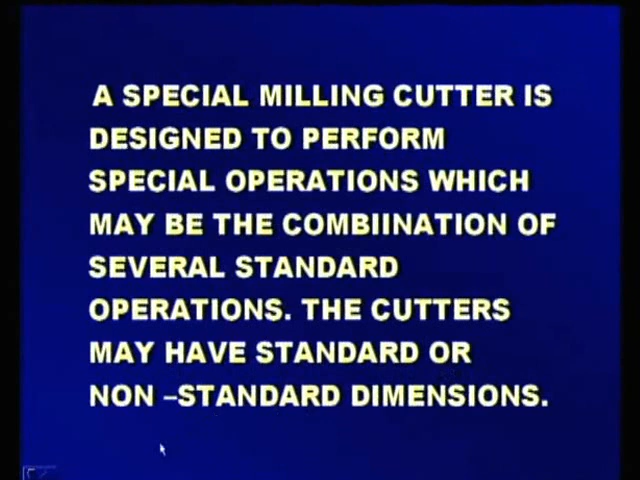 A SPECIAL MILLING CUTTER IS
DESIGNED TO PERFORM
SPECIAL OPERATIONS WHICH
MAY BE THE COMBIINATION OF
SEVERAL STANDARD
OPERATIONS. THE CUTTERS
MAY HAVE STANDARD OR
NON –STANDARD DIMENSIONS.